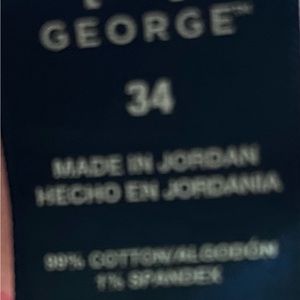 GEORGE™
34
MADE IN JORDAN
HECHO EN JORDANIA
99% COTTON/ALGODÓN
1% SPANDEX